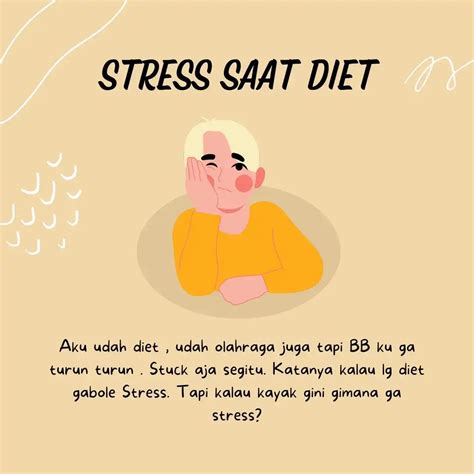 STRESS SAAT DIET
Aku udah diet , udah olahraga juga tapi BB ku ga
turun turun . Stuck aja segitu. Katanya kalau lg diet
gabole Stress. Tapi kalau kayak gini gimana ga
stress?